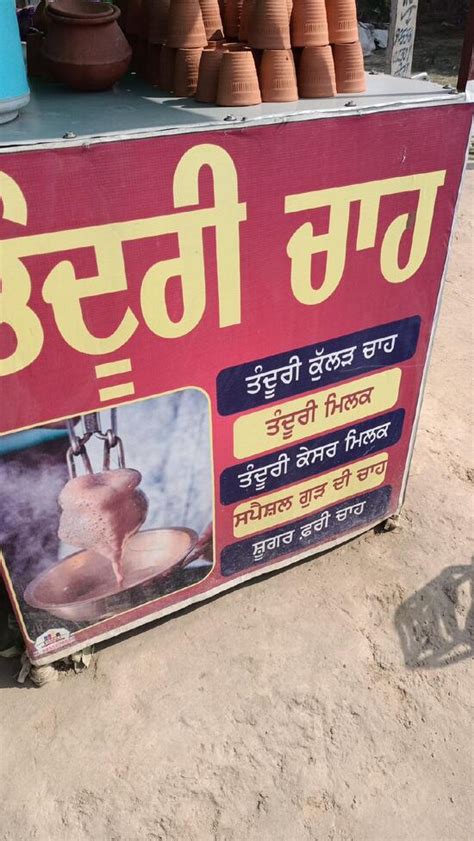 ਤੰਦੂਰੀ ਚਾਹ
ਤੰਦੂਰੀ ਕੁੱਲੜ ਚਾਹ
ਤੰਦੂਰੀ ਮਿਲਕ
ਤੰਦੂਰੀ ਕੇਸਰ ਮਿਲਕ
ਸਪੈਸ਼ਲ ਗੁੜ ਦੀ ਚਾਹ
ਸ਼ੂਗਰ ਫ਼ਰੀ ਚਾਹ